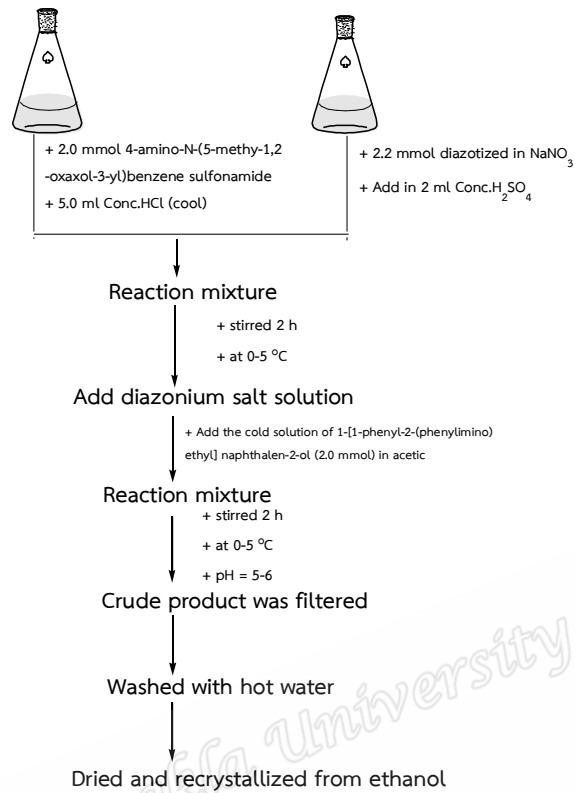 + 2.0 mmol 4-amino-N-(5-methy-1,2
-oxaxol-3-yl)benzene sulfonamide
+ 5.0 ml Conc.HCl (cool)
+ 2.2 mmol diazotized in NaNO3
+ Add in 2 ml Conc.H2SO4
Reaction mixture
+ stirred 2 h
+ at 0-5 °C
Add diazonium salt solution
+ Add the cold solution of 1-[1-phenyl-2-(phenylimino)
ethyl] naphthalen-2-ol (2.0 mmol) in acetic
Reaction mixture
+ stirred 2 h
+ at 0-5 °C
+ pH = 5-6
Crude product was filtered
Washed with hot water
Dried and recrystallized from ethanol
University